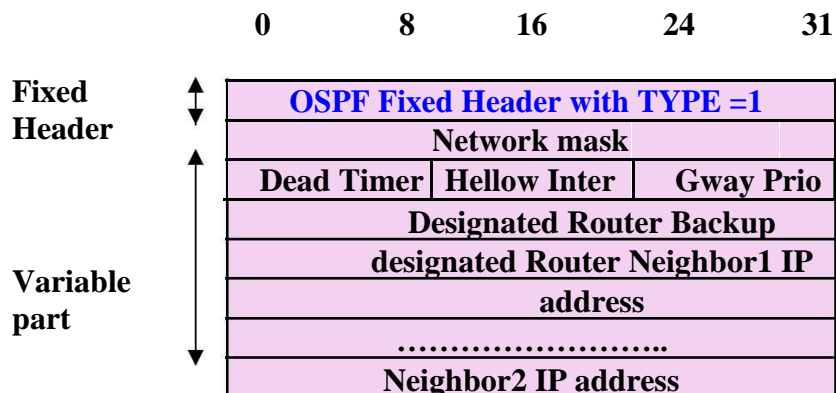 0 8 16 24 31
Fixed
Header
OSPF Fixed Header with TYPE =1
Network mask
Dead Timer Hellow Inter Gway Prio
Designated Router Backup
designated Router Neighbor1 IP
address
Variable
part
……………………..
Neighbor2 IP address